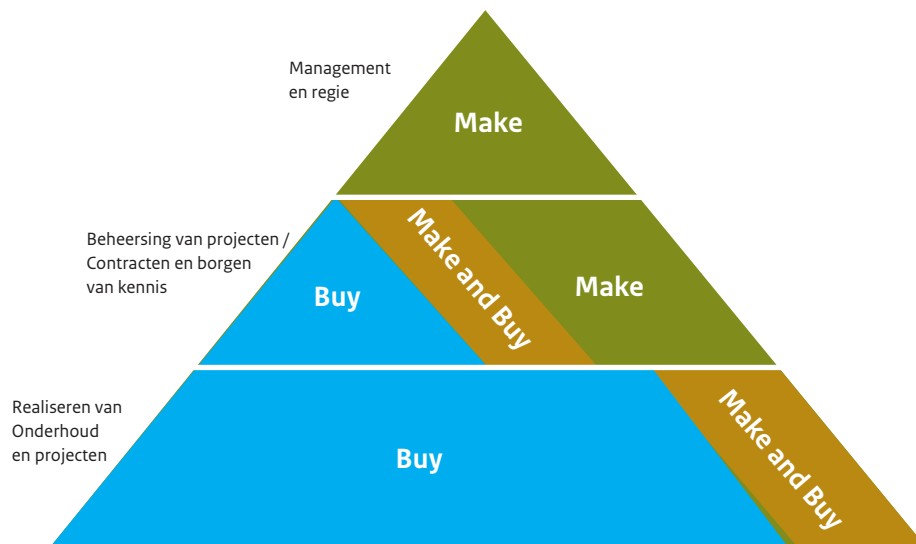 Management
en regie
Make
Beheersing van projecten /
Contracten en borgen
van kennis
Buy
Make and Buy
Make
Realiseren van
Onderhoud
en projecten
Buy
Make and Buy